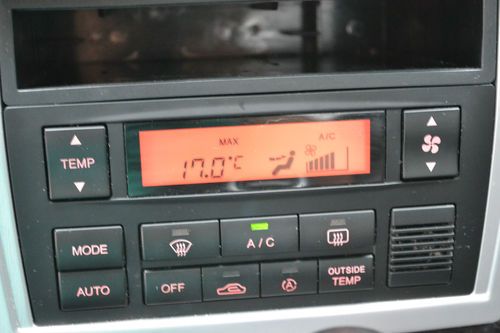 MAX A/C
TEMP 17.0°C
MODE A/C
AUTO OFF A OUTSIDE
TEMP